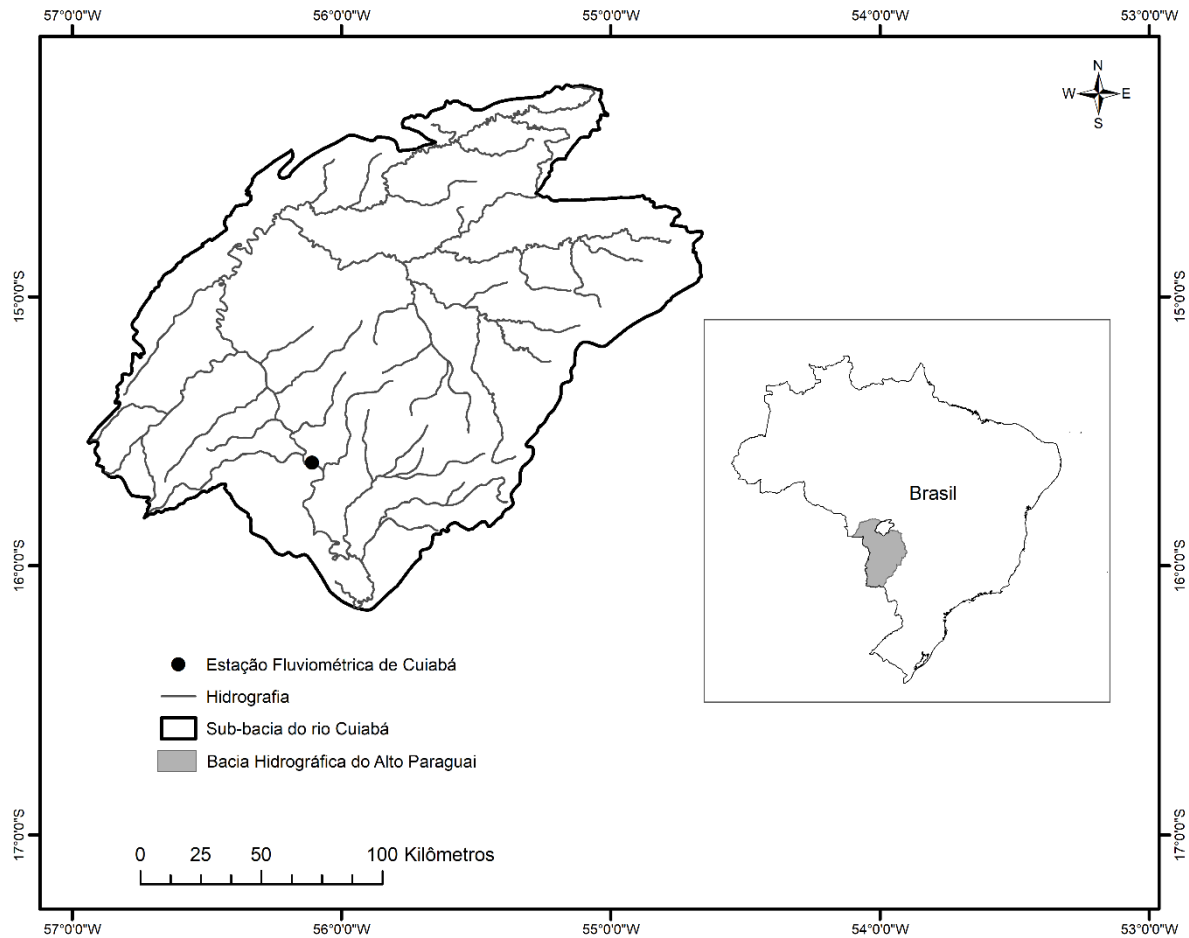 57°0'0"W 56°0'0"W 55°0'0"W 54°0'0"W 53°0'0"W
N
W E
S
15°0'0"S 15°0'0"S
Brasil
16°0'0"S 16°0'0"S
Estação Fluviométrica de Cuiabá
Hidrografia
Sub-bacia do rio Cuiabá
Bacia Hidrográfica do Alto Paraguai
17°0'0"S 17°0'0"S
0 25 50 100 Kilômetros
57°0'0"W 56°0'0"W 55°0'0"W 54°0'0"W 53°0'0"W